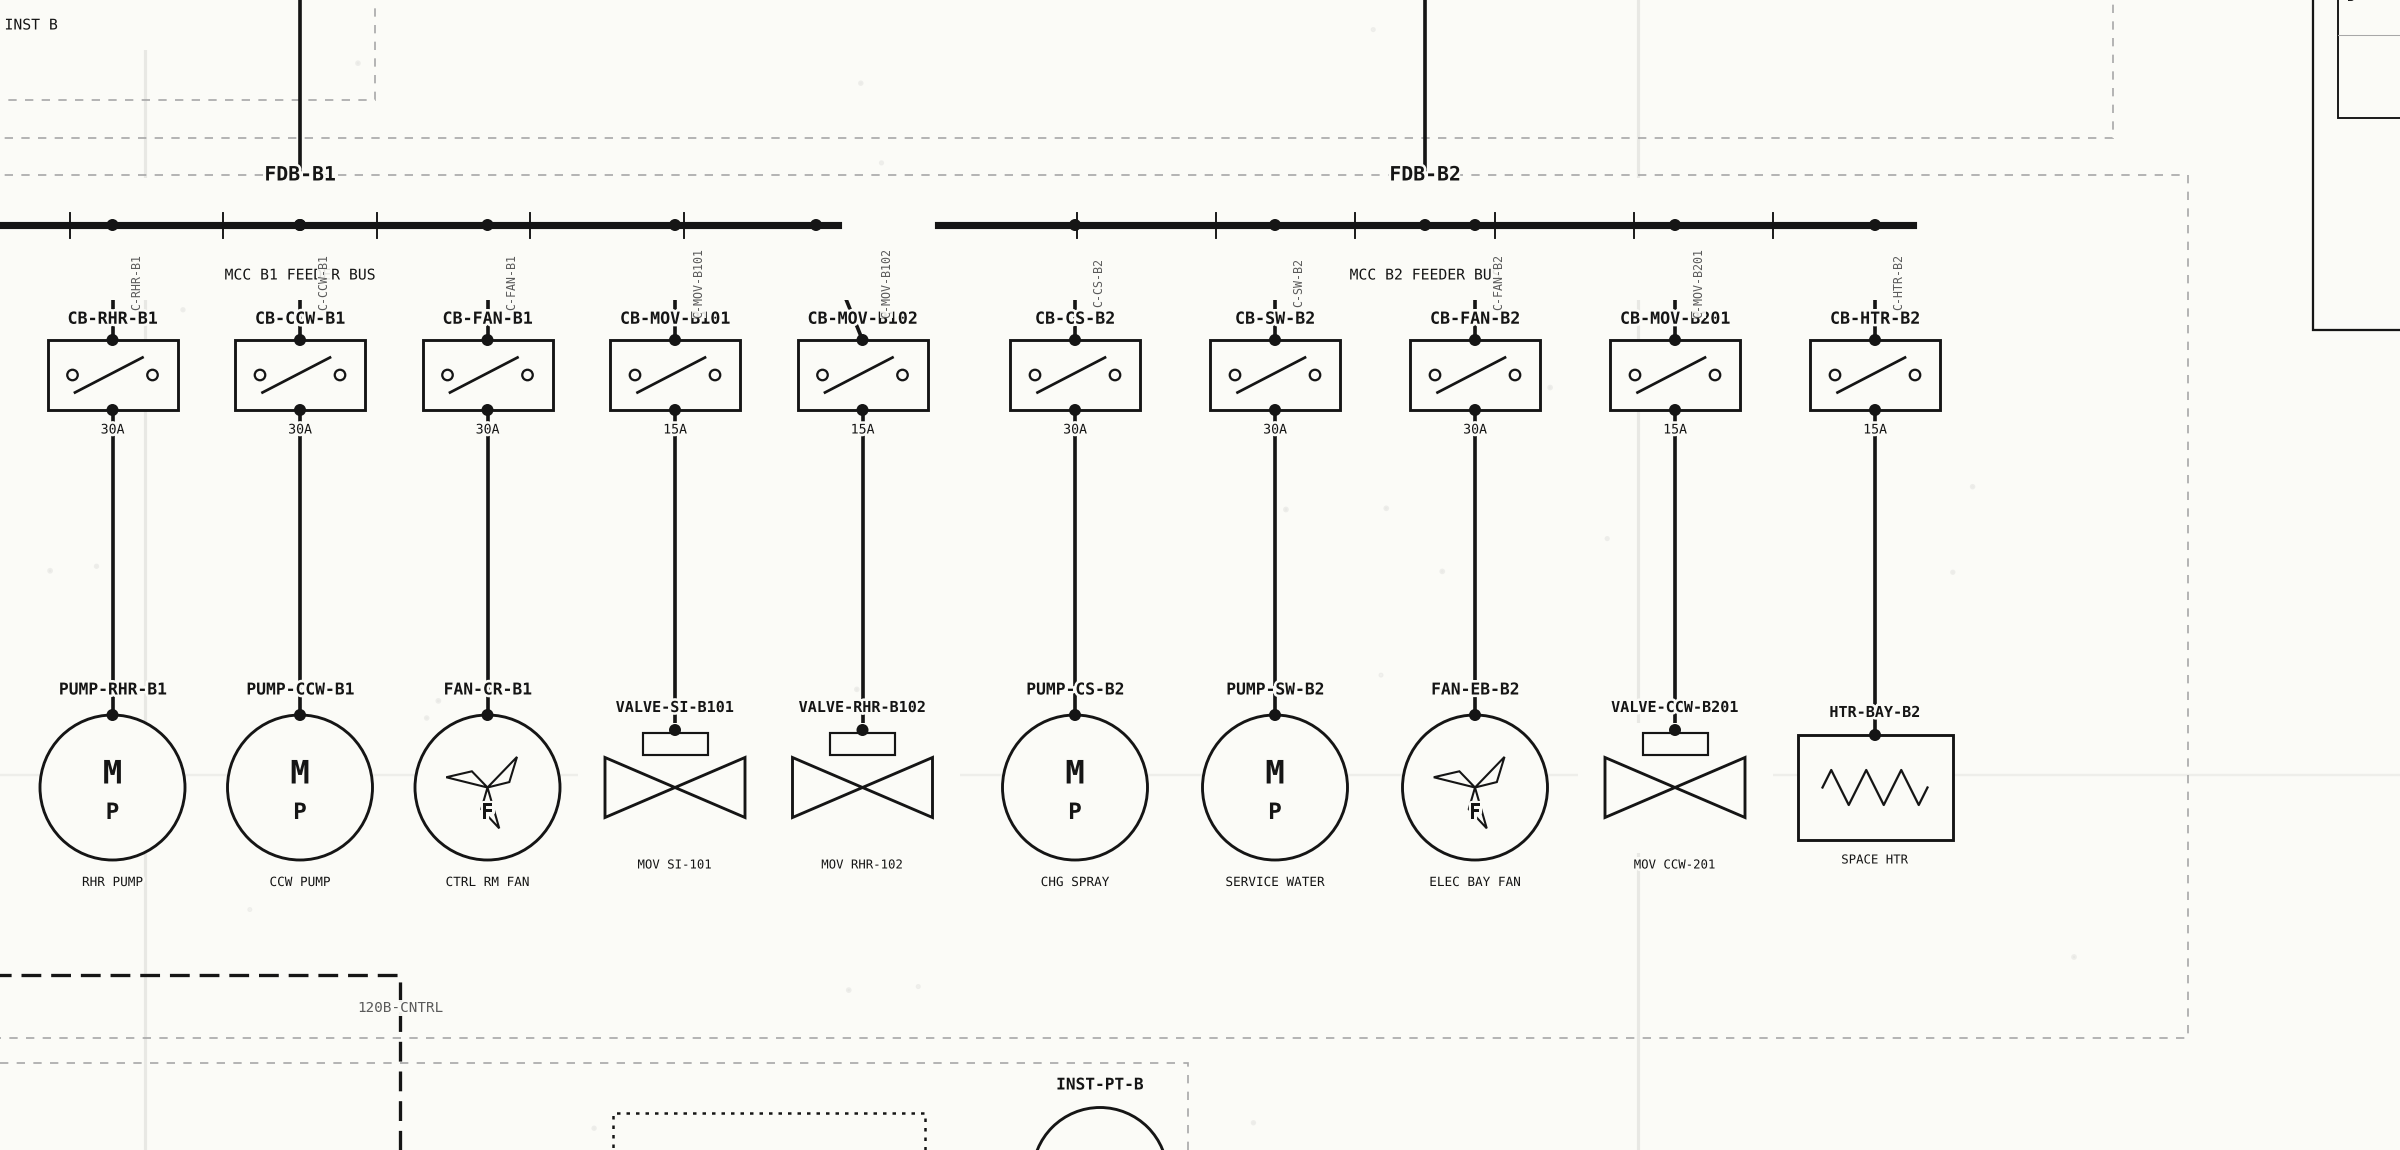 INST B
FDB-B1
FDB-B2
MCC B1 FEEDER BUS
MCC B2 FEEDER BUS
C-RHR-B1
C-CCW-B1
C-FAN-B1
C-MOV-B101
C-MOV-B102
C-CS-B2
C-SW-B2
C-FAN-B2
C-MOV-B201
C-HTR-B2
CB-RHR-B1
CB-CCW-B1
CB-FAN-B1
CB-MOV-B101
CB-MOV-B102
CB-CS-B2
CB-SW-B2
CB-FAN-B2
CB-MOV-B201
CB-HTR-B2
30A
30A
30A
15A
15A
30A
30A
30A
15A
15A
PUMP-RHR-B1
PUMP-CCW-B1
FAN-CR-B1
VALVE-SI-B101
VALVE-RHR-B102
PUMP-CS-B2
PUMP-SW-B2
FAN-EB-B2
VALVE-CCW-B201
HTR-BAY-B2
M
P
M
P
F
M
P
M
P
F
RHR PUMP
CCW PUMP
CTRL RM FAN
MOV SI-101
MOV RHR-102
CHG SPRAY
SERVICE WATER
ELEC BAY FAN
MOV CCW-201
SPACE HTR
120B-CNTRL
INST-PT-B